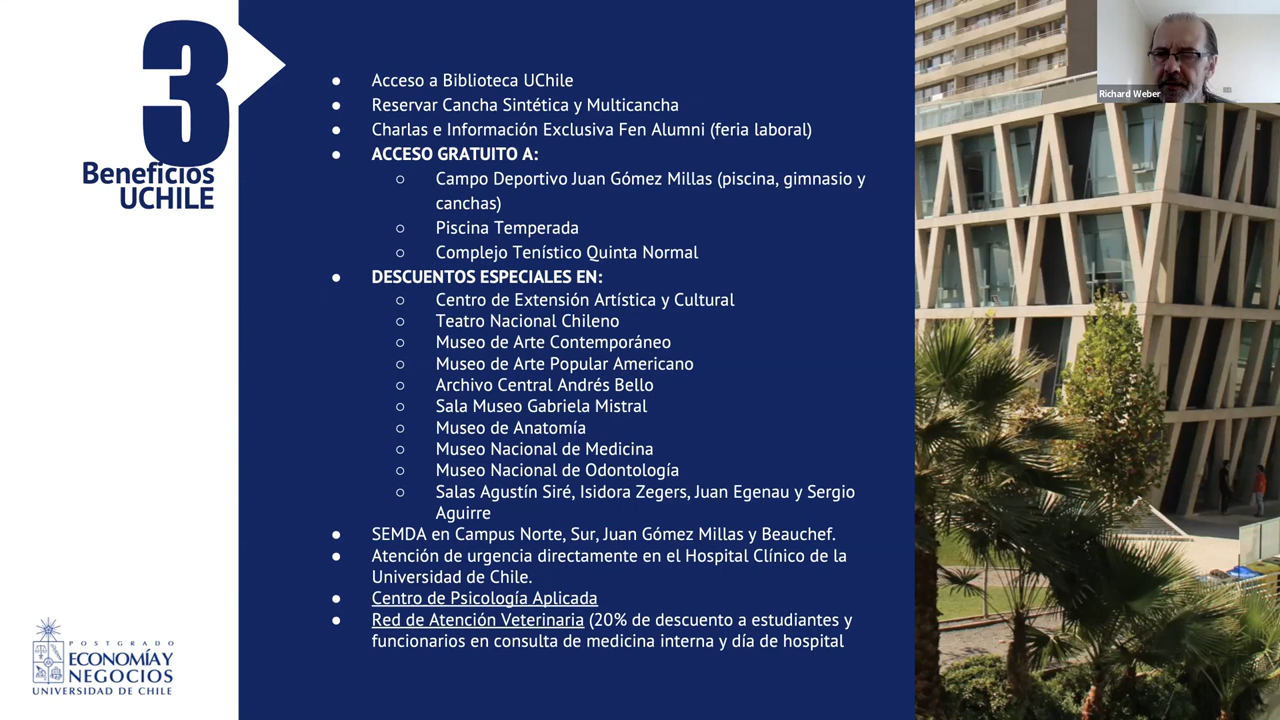 3
Beneficios
UCHILE
● Acceso a Biblioteca UChile
● Reservar Cancha Sintética y Multicancha
● Charlas e Información Exclusiva Fen Alumni (feria laboral)
● ACCESO GRATUITO A:
○ Campo Deportivo Juan Gómez Millas (piscina, gimnasio y
canchas)
○ Piscina Temperada
○ Complejo Tenístico Quinta Normal
● DESCUENTOS ESPECIALES EN:
○ Centro de Extensión Artística y Cultural
○ Teatro Nacional Chileno
○ Museo de Arte Contemporáneo
○ Museo de Arte Popular Americano
○ Archivo Central Andrés Bello
○ Sala Museo Gabriela Mistral
○ Museo de Anatomía
○ Museo Nacional de Medicina
○ Museo Nacional de Odontología
○ Salas Agustín Siré, Isidora Zegers, Juan Egenau y Sergio
Aguirre
● SEMDA en Campus Norte, Sur, Juan Gómez Millas y Beauchef.
● Atención de urgencia directamente en el Hospital Clínico de la
Universidad de Chile.
● Centro de Psicología Aplicada
● Red de Atención Veterinaria (20% de descuento a estudiantes y
funcionarios en consulta de medicina interna y día de hospital
Richard Weber
POSTGRADO
ECONOMÍA Y
NEGOCIOS
UNIVERSIDAD DE CHILE